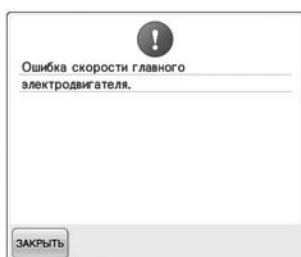 Ошибка скорости главного
электродвигателя.
ЗАКРЫТЬ